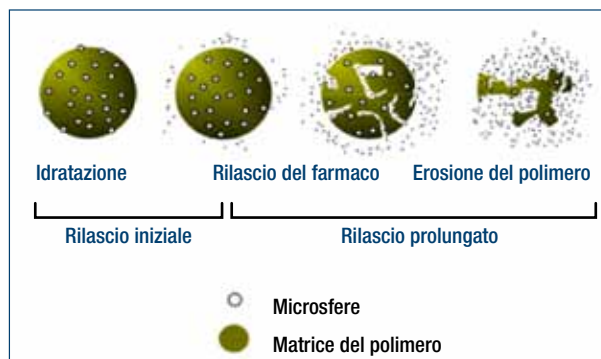 Idratazione Rilascio del farmaco Erosione del polimero
Rilascio iniziale Rilascio prolungato
Microsfere
Matrice del polimero